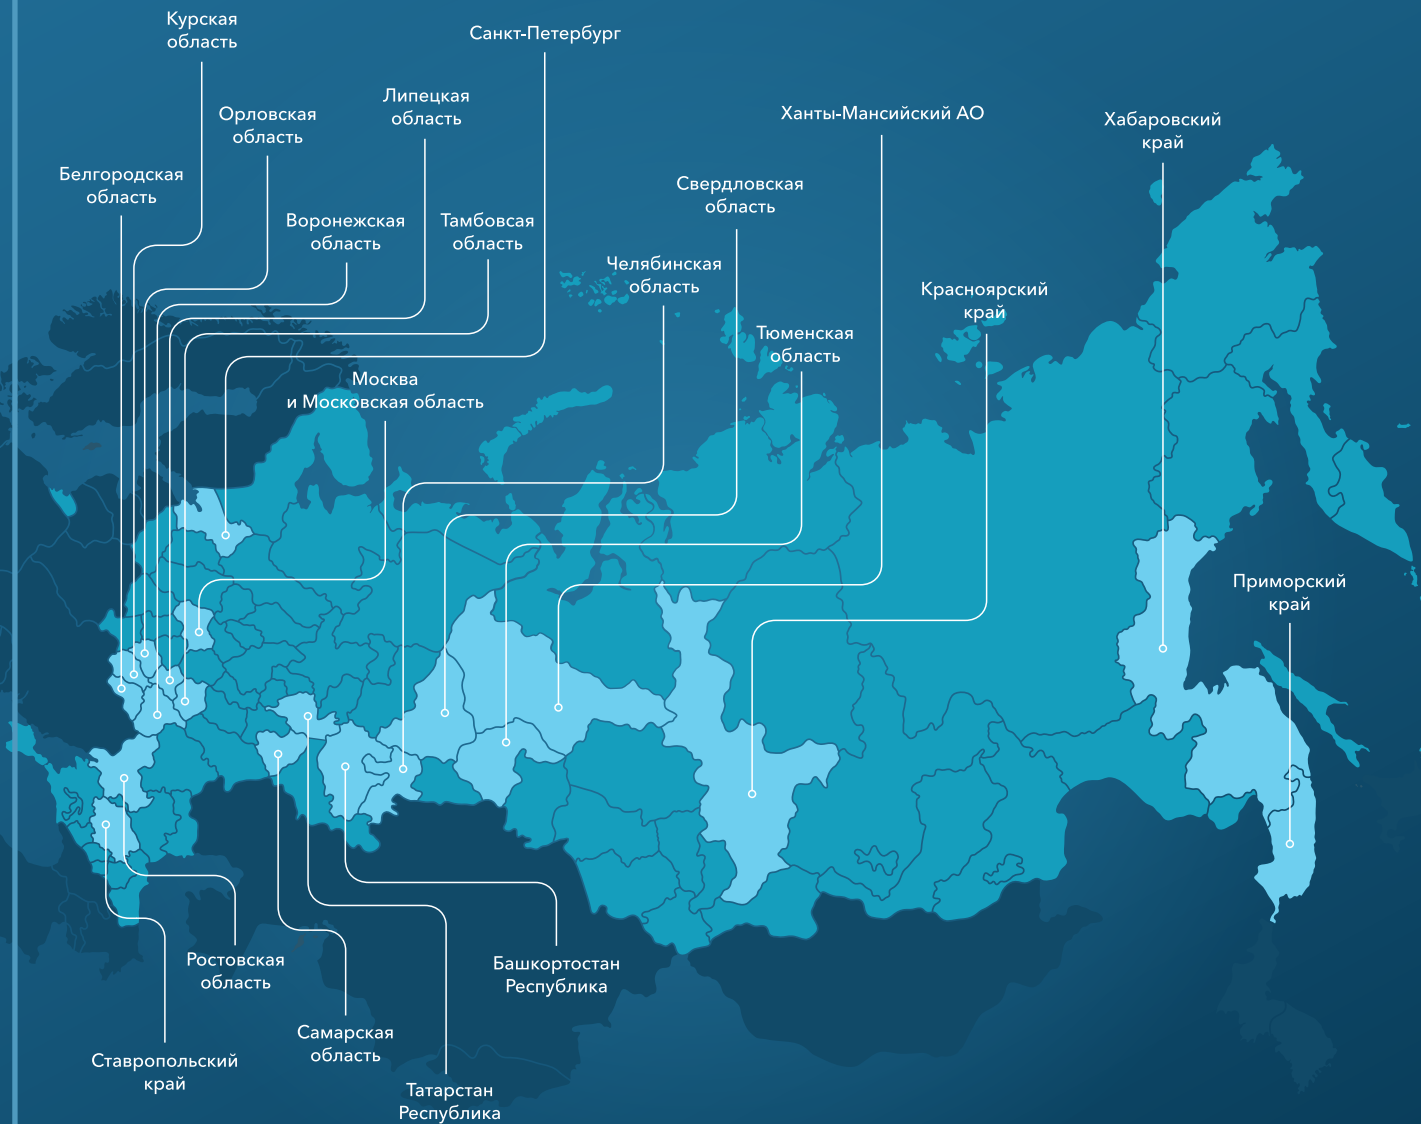 Курская
область
Санкт-Петербург
Орловская
область
Липецкая
область
Ханты-Мансийский АО
Хабаровский
край
Белгородская
область
Воронежская
область
Тамбовсая
область
Свердловская
область
Челябинская
область
Красноярский
край
Тюменская
область
Москва
и Московская область
Приморский
край
Ростовская
область
Башкортостан
Республика
Самарская
область
Ставропольский
край
Татарстан
Республика